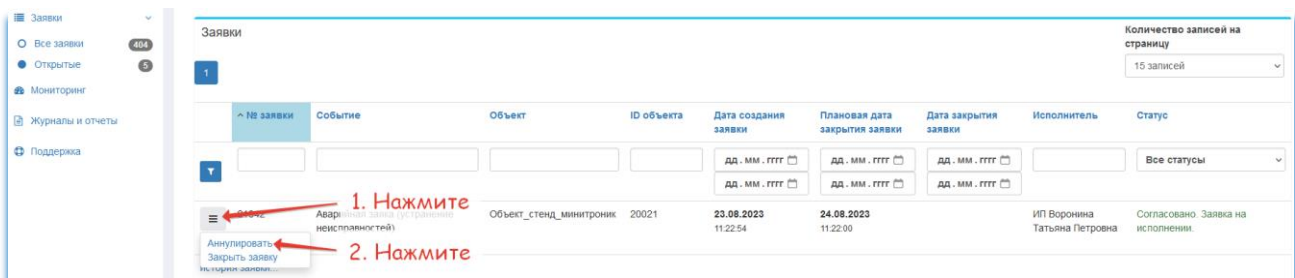 Заявки
Все заявки 404
Открытые 5
Мониторинг
Журналы и отчеты
Поддержка
Заявки
Количество записей на
страницу
15 записей
1
№ заявки Событие Объект ID объекта Дата создания
заявки Плановая дата
закрытия заявки Дата закрытия
заявки Исполнитель Статус
дд.мм.гггг дд.мм.гггг дд.мм.гггг Все статусы
дд.мм.гггг дд.мм.гггг дд.мм.гггг
1. Нажмите
(устранение
неисправностей)
Объект_стенд_минитроник 20021 23.08.2023
11:22:54
24.08.2023
11:22:00
ИП Воронина
Татьяна Петровна
Согласовано. Заявка на
исполнении.
Аннулировать
2. Нажмите
Закрыть заявку
история заявки...